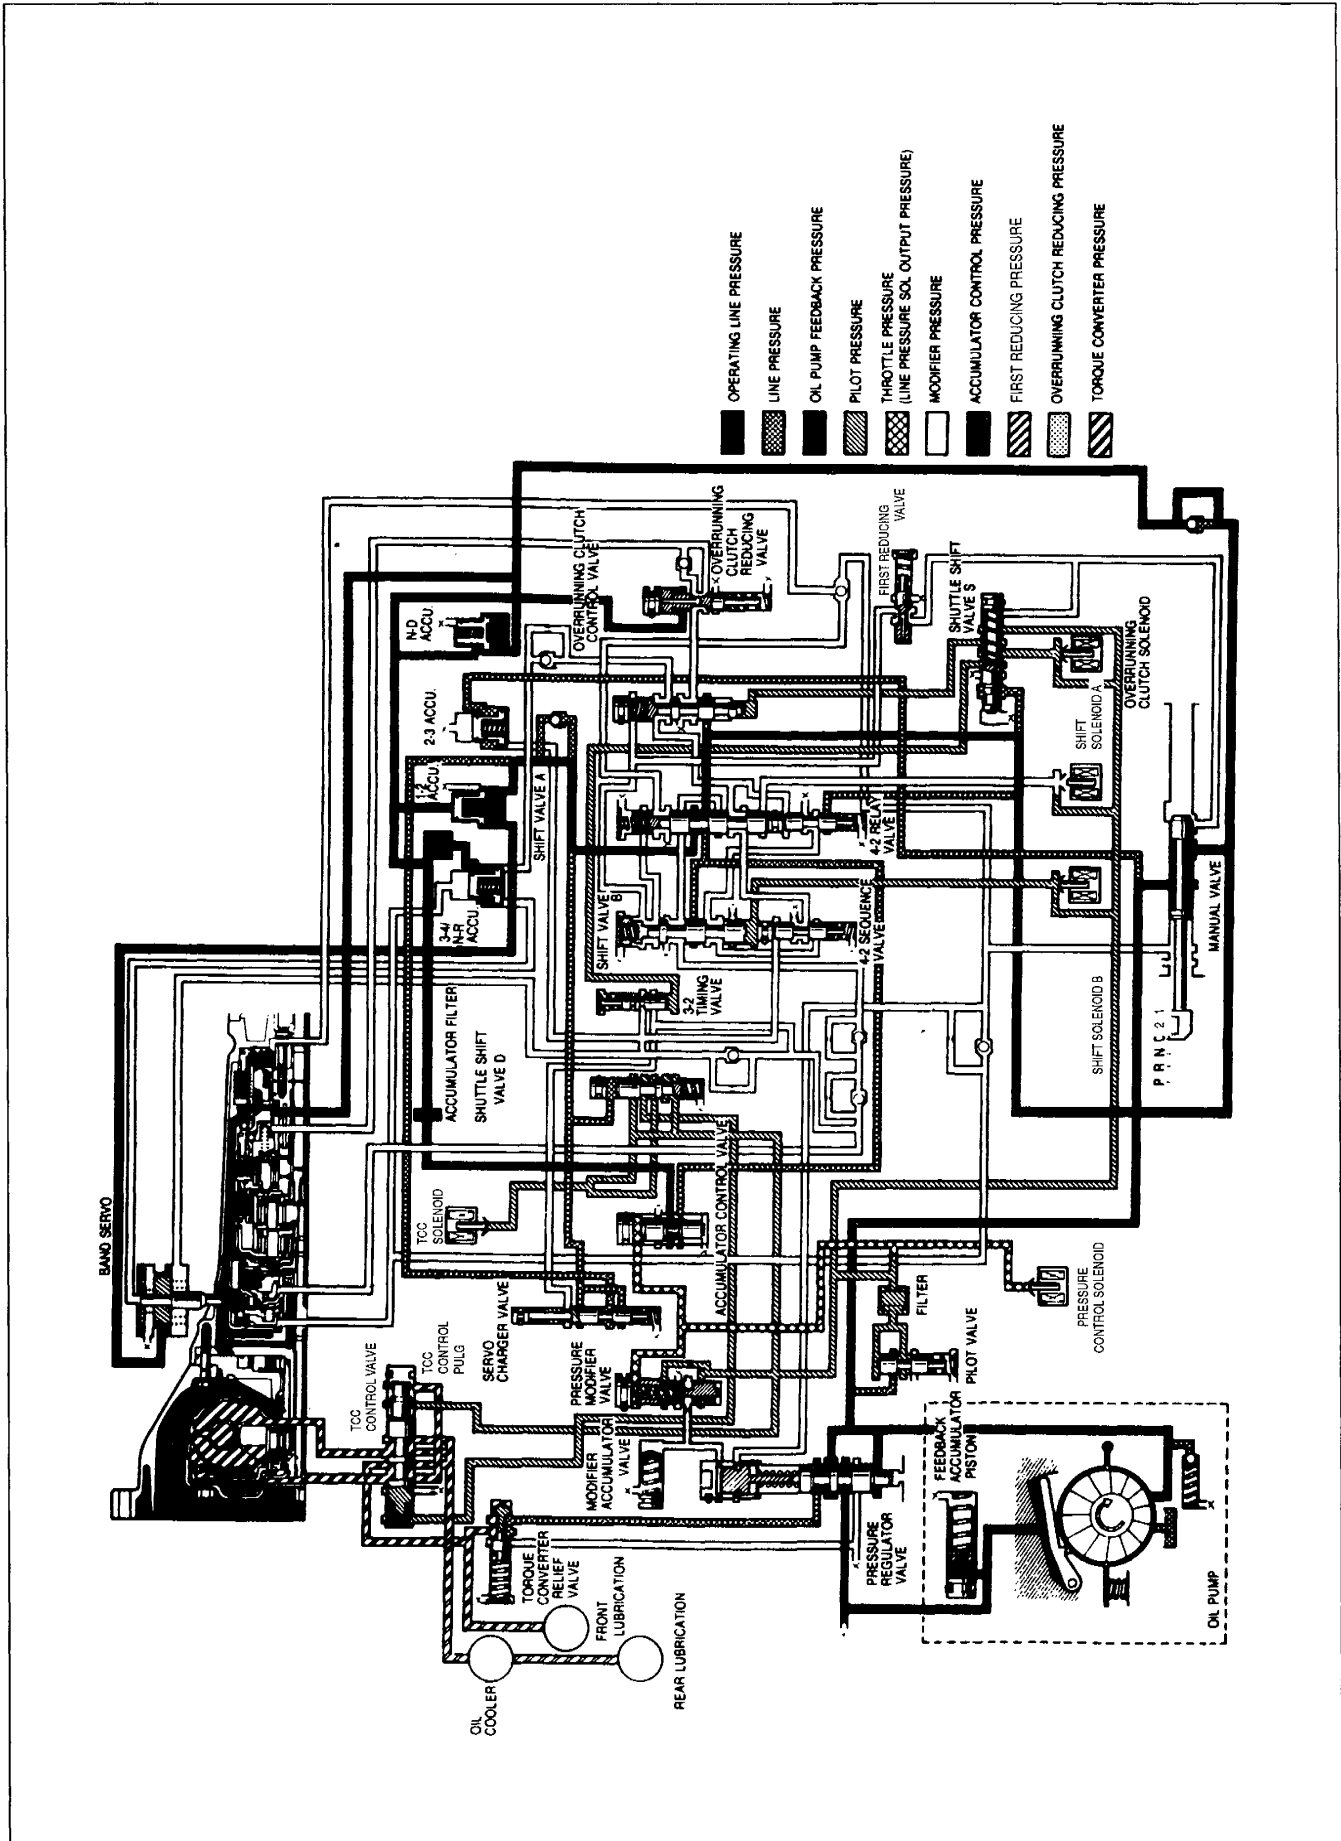 BAND SERVO
TCC
CONTROL VALVE
TCC
CONTROL
PULG
SERVO
CHARGER VALVE
TCC
SOLENOID
ACCUMULATOR FILTER
SHUTTLE SHIFT
VALVE D
3-4/
N-R
ACCU.
1-2
ACCU.
2-3 ACCU.
N-D
ACCU.
SHIFT VALVE A
OVERRUNNING CLUTCH
CONTROL VALVE
OVERRUNNING
CLUTCH
REDUCING
VALVE
SHIFT VALVE
B
3-2
TIMING
VALVE
4-2 SEQUENCE
VALVE
4-2 RELAY
VALVE
FIRST REDUCING
VALVE
SHUTTLE SHIFT
VALVE S
OVERRUNNING
CLUTCH SOLENOID
SHIFT
SOLENOID A
SHIFT SOLENOID B
MANUAL VALVE
P R N C 2 1
ACCUMULATOR CONTROL VALVE
PRESSURE
MODIFIER
VALVE
MODIFIER
ACCUMULATOR
VALVE
TORQUE
CONVERTER
RELIEF
VALVE
FRONT
LUBRICATION
REAR LUBRICATION
OIL
COOLER
PRESSURE
REGULATOR
VALVE
FILTER
PILOT VALVE
PRESSURE
CONTROL SOLENOID
FEEDBACK
ACCUMULATOR
PISTON
OIL PUMP
OPERATING LINE PRESSURE
LINE PRESSURE
OIL PUMP FEEDBACK PRESSURE
PILOT PRESSURE
THROTTLE PRESSURE
(LINE PRESSURE SOL OUTPUT PRESSURE)
MODIFIER PRESSURE
ACCUMULATOR CONTROL PRESSURE
FIRST REDUCING PRESSURE
OVERRUNNING CLUTCH REDUCING PRESSURE
TORQUE CONVERTER PRESSURE